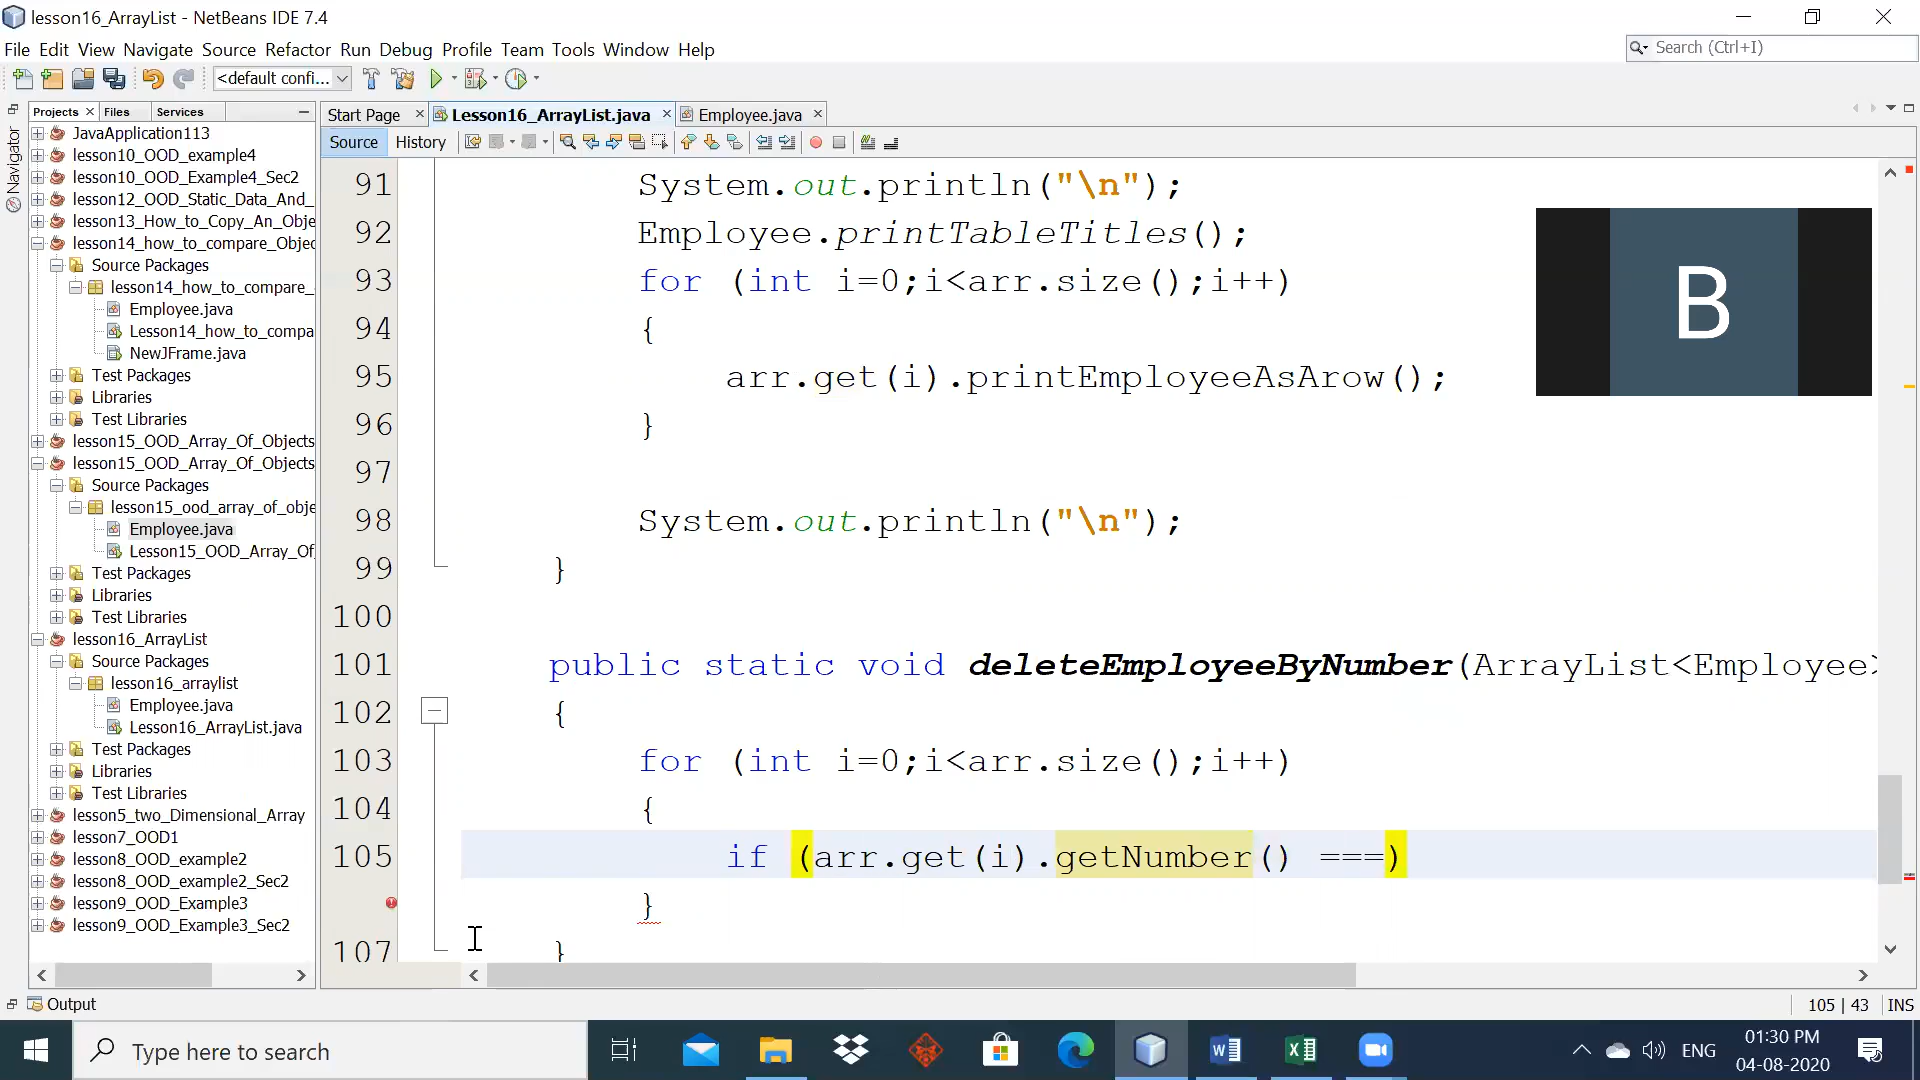 lesson16_ArrayList - NetBeans IDE 7.4
File Edit View Navigate Source Refactor Run Debug Profile Team Tools Window Help
Search (Ctrl+I)
<default confi...
Projects Files Services
Start Page Lesson16_ArrayList.java Employee.java
Source History
Navigator
JavaApplication113
lesson10_OOD_example4
lesson10_OOD_Example4_Sec2
lesson12_OOD_Static_Data_And_
lesson13_How_to_Copy_An_Obje
lesson14_how_to_compare_Objec
Source Packages
lesson14_how_to_compare_
Employee.java
Lesson14_how_to_compa
NewJFrame.java
Test Packages
Libraries
Test Libraries
lesson15_OOD_Array_Of_Objects
lesson15_OOD_Array_Of_Objects
Source Packages
lesson15_ood_array_of_obje
Employee.java
Lesson15_OOD_Array_Of
Test Packages
Libraries
Test Libraries
lesson16_ArrayList
Source Packages
lesson16_arraylist
Employee.java
Lesson16_ArrayList.java
Test Packages
Libraries
Test Libraries
lesson5_two_Dimensional_Array
lesson7_OOD1
lesson8_OOD_example2
lesson8_OOD_example2_Sec2
lesson9_OOD_Example3
lesson9_OOD_Example3_Sec2
91 System.out.println("\n");
92 Employee.printTableTitles();
93 for (int i=0;i<arr.size();i++)
94 {
95 arr.get(i).printEmployeeAsArow();
96 }
97
98 System.out.println("\n");
99 }
100
101 public static void deleteEmployeeByNumber(ArrayList<Employee>
102 {
103 for (int i=0;i<arr.size();i++)
104 {
105 if (arr.get(i).getNumber() ===)
}
107 }
B
Output
105 | 43 INS
Type here to search
ENG
01:30 PM
04-08-2020